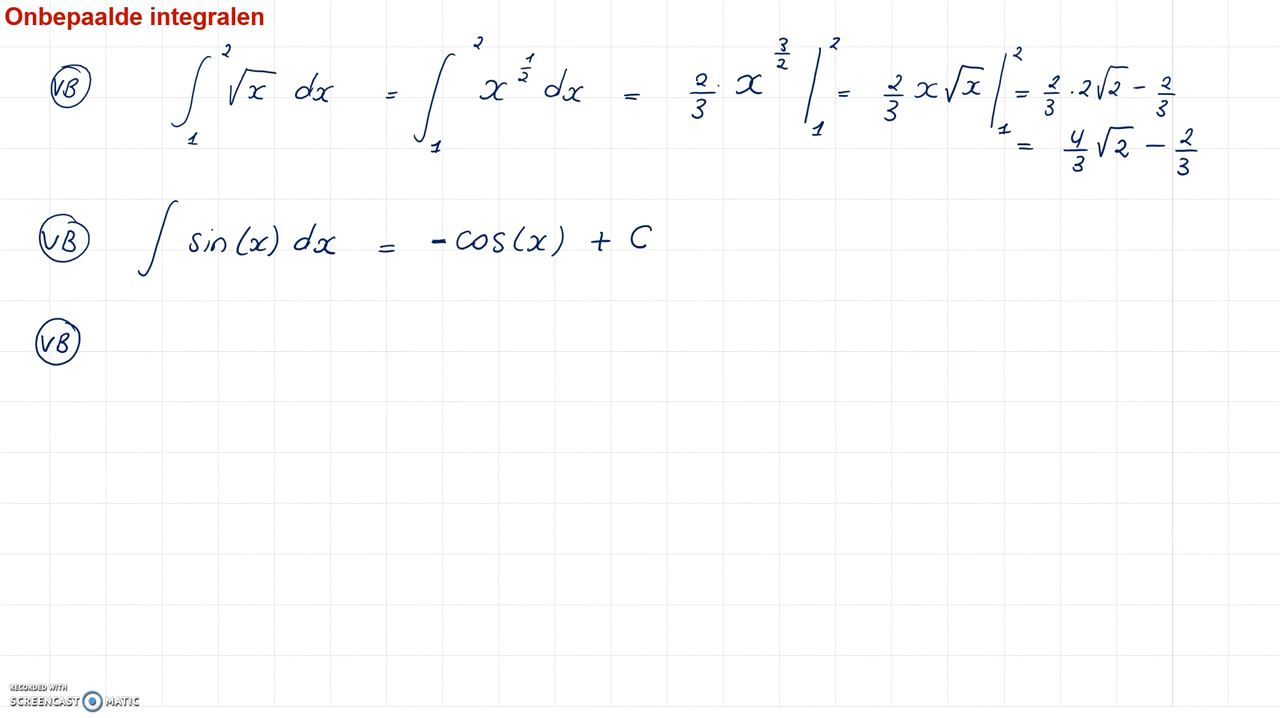 Onbepaalde integralen
VB ∫₁² √x dx = ∫₁² x^(1/2) dx = 2/3 · x^(3/2) |₁² = 2/3 x√x |₁² = 2/3 · 2√2 − 2/3
= 4/3 √2 − 2/3
VB ∫ sin(x) dx = -cos(x) + C
VB
RECORDED WITH
SCREENCAST MATIC